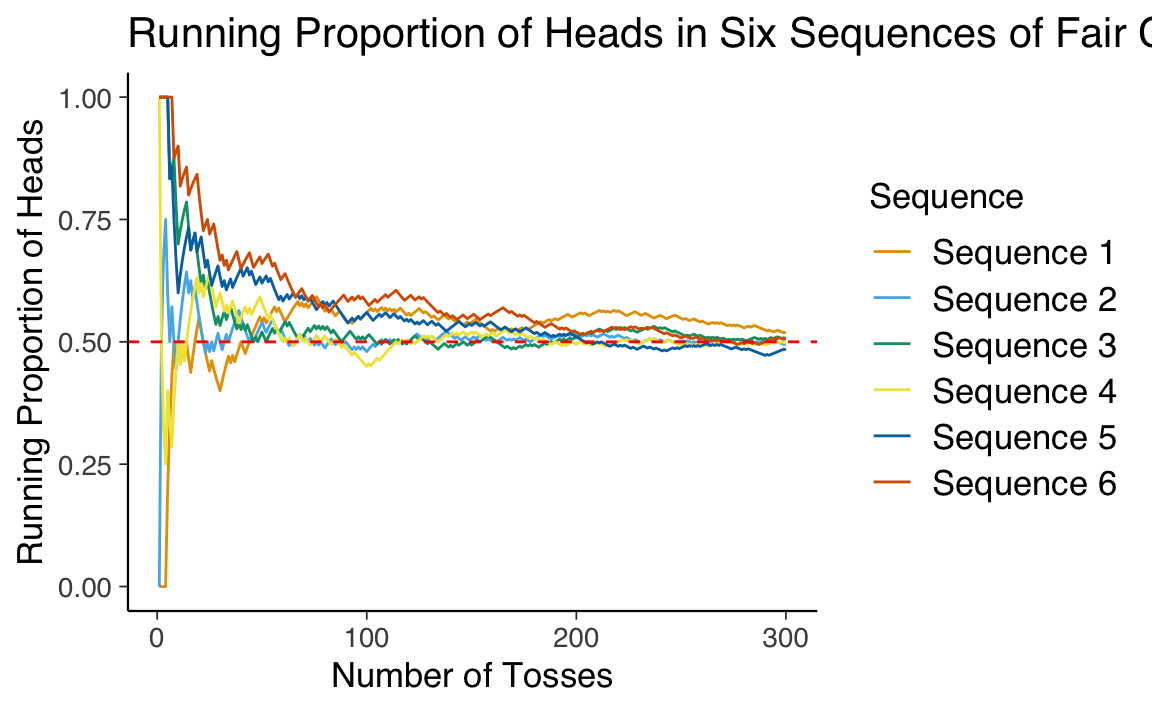 Running Proportion of Heads in Six Sequences of Fair
Running Proportion of Heads
1.00
0.75
0.50
0.25
0.00
0
100
200
300
Number of Tosses
Sequence
Sequence 1
Sequence 2
Sequence 3
Sequence 4
Sequence 5
Sequence 6